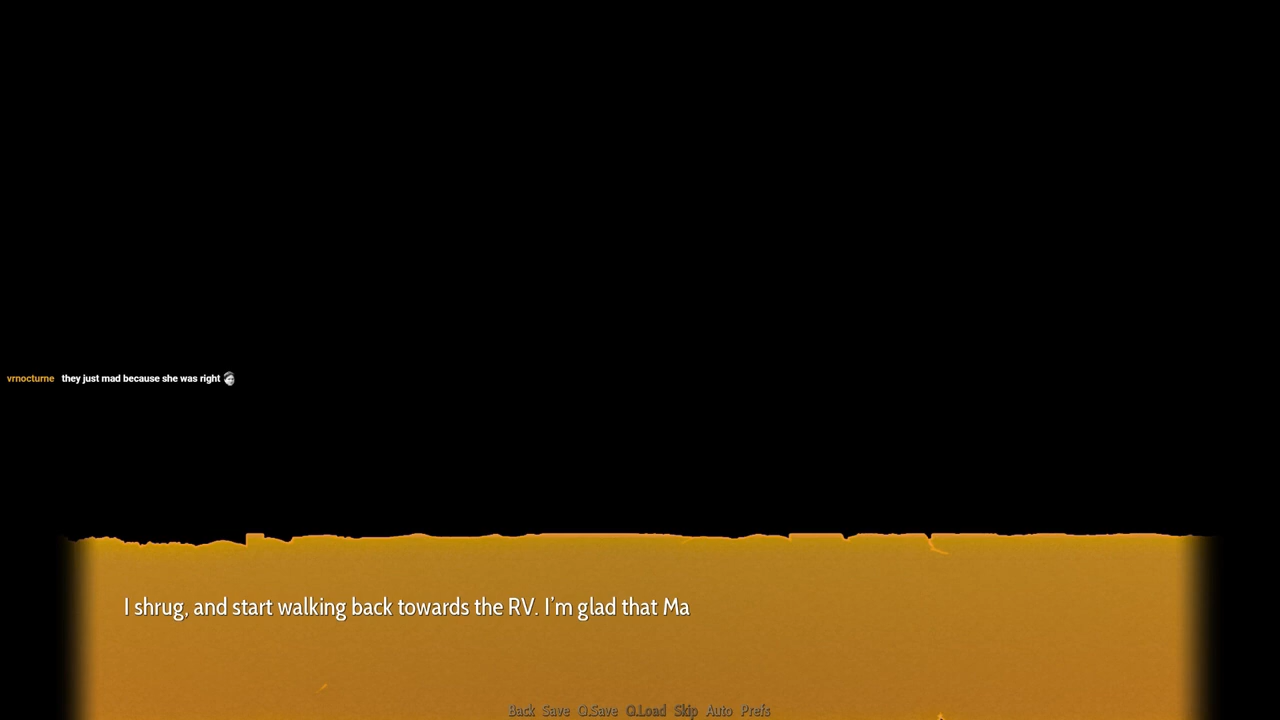 vrnocturne they just mad because she was right
I shrug, and start walking back towards the RV. I’m glad that Ma
Back Save Q.Save Q.Load Skip Auto Prefs